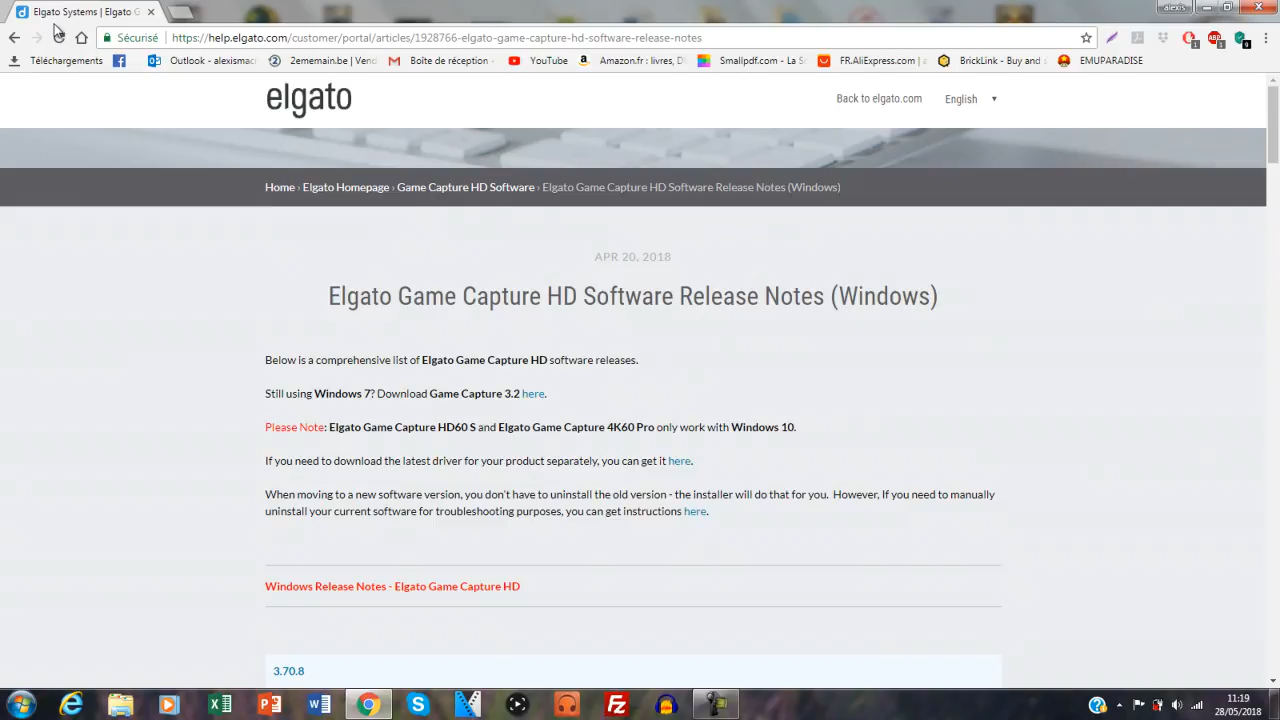 Elgato Systems | Elgato G
alexis
Sécurisé
https://help.elgato.com/customer/portal/articles/1928766-elgato-game-capture-hd-software-release-notes
Téléchargements
Outlook - alexismac
2ememain.be | Vend
Boîte de réception -
YouTube
Amazon.fr : livres, D
Smallpdf.com - La S
FR.AliExpress.com |
BrickLink - Buy and
EMUPARADISE
elgato
Back to elgato.com
English
Home › Elgato Homepage › Game Capture HD Software › Elgato Game Capture HD Software Release Notes (Windows)
APR 20, 2018
Elgato Game Capture HD Software Release Notes (Windows)
Below is a comprehensive list of Elgato Game Capture HD software releases.
Still using Windows 7? Download Game Capture 3.2 here.
Please Note: Elgato Game Capture HD60 S and Elgato Game Capture 4K60 Pro only work with Windows 10.
If you need to download the latest driver for your product separately, you can get it here.
When moving to a new software version, you don't have to uninstall the old version - the installer will do that for you. However, If you need to manually
uninstall your current software for troubleshooting purposes, you can get instructions here.
Windows Release Notes - Elgato Game Capture HD
3.70.8
11:19
28/05/2018